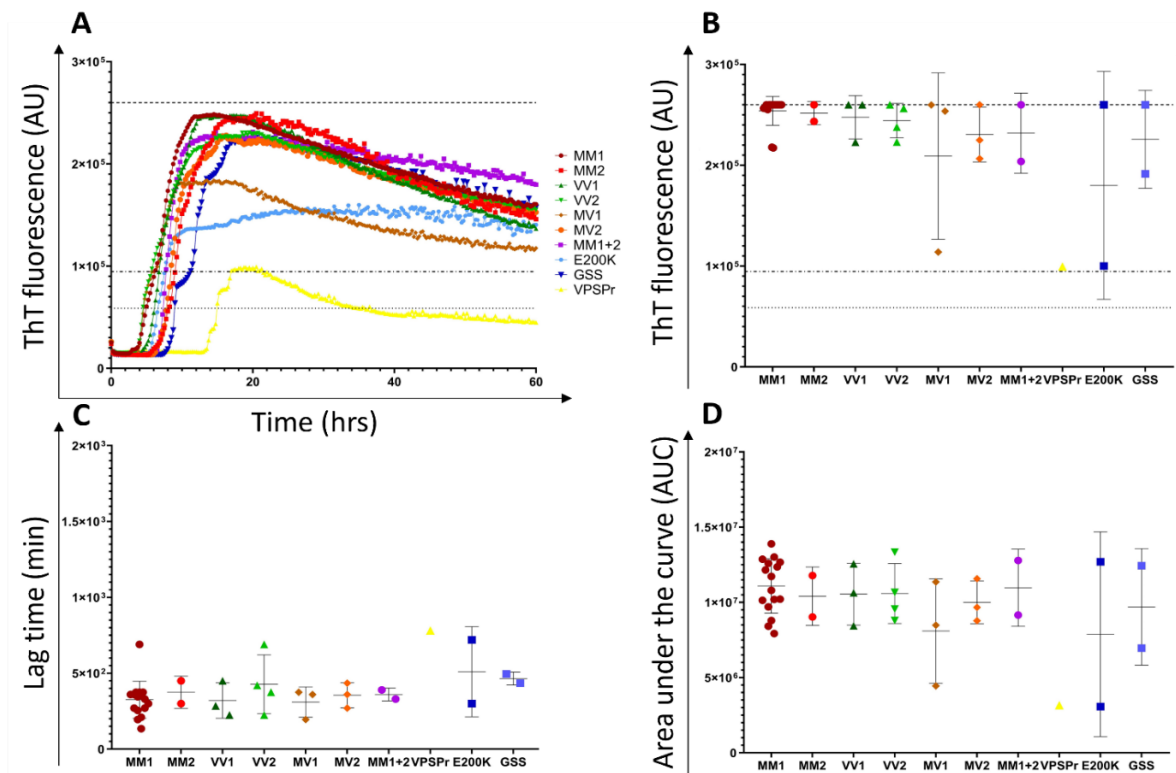 A
ThT fluorescence (AU)
3×10⁵
2×10⁵
1×10⁵
0
0
20
40
60
Time (hrs)
MM1
MM2
VV1
VV2
MV1
MV2
MM1+2
E200K
GSS
VPSPr
B
ThT fluorescence (AU)
3×10⁵
2×10⁵
1×10⁵
0
MM1 MM2 VV1 VV2 MV1 MV2 MM1+2 VPSPr E200K GSS
C
Lag time (min)
2×10³
1.5×10³
1×10³
5×10²
0
MM1 MM2 VV1 VV2 MV1 MV2 MM1+2 VPSPr E200K GSS
D
Area under the curve (AUC)
2×10⁷
1.5×10⁷
1×10⁷
5×10⁶
0
MM1 MM2 VV1 VV2 MV1 MV2 MM1+2 VPSPr E200K GSS